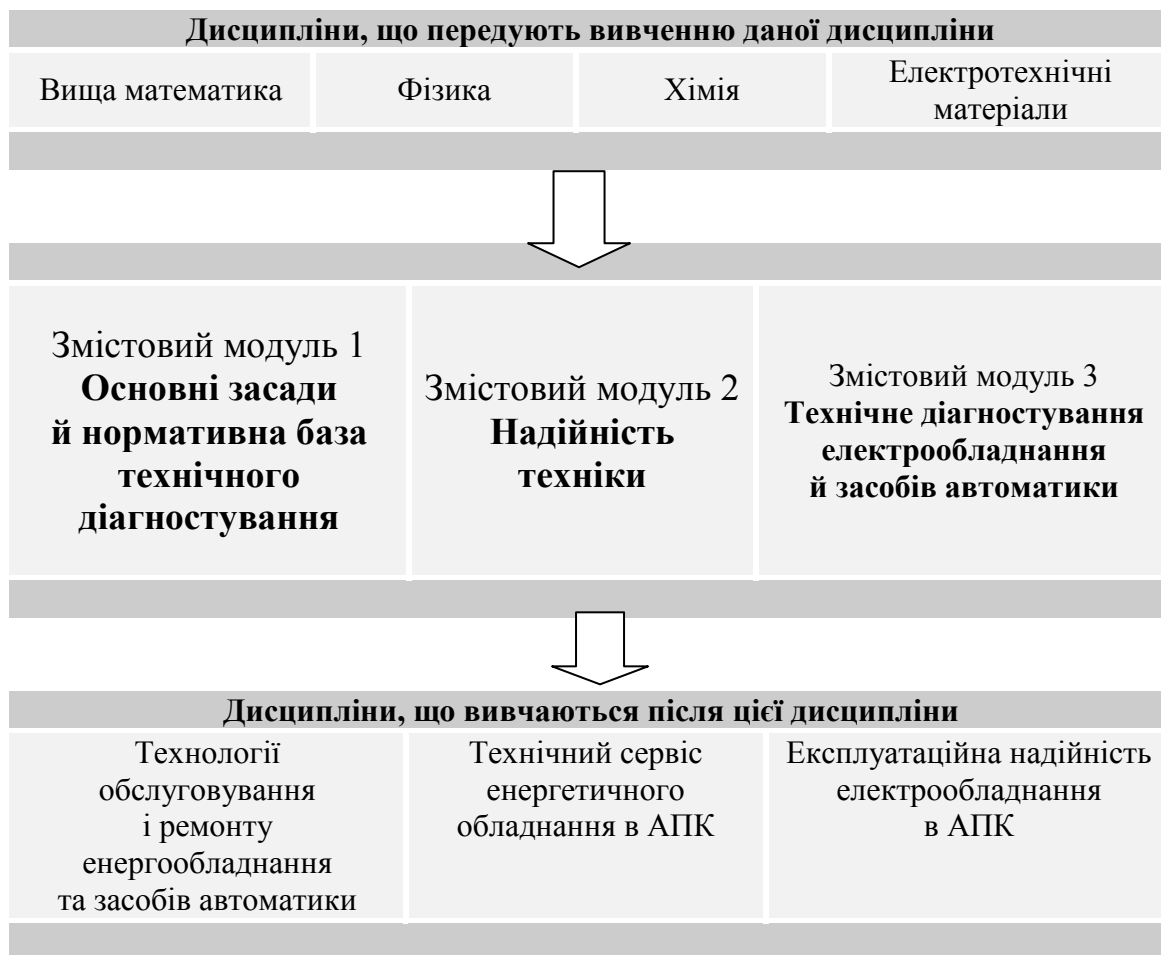 Дисципліни, що передують вивченню даної дисципліни
Вища математика
Фізика
Хімія
Електротехнічні
матеріали
Змістовий модуль 1
Основні засади
й нормативна база
технічного
діагностування
Змістовий модуль 2
Надійність
техніки
Змістовий модуль 3
Технічне діагностування
електрообладнання
й засобів автоматики
Дисципліни, що вивчаються після цієї дисципліни
Технології
обслуговування
і ремонту
енергообладнання
та засобів автоматики
Технічний сервіс
енергетичного
обладнання в АПК
Експлуатаційна надійність
електрообладнання
в АПК